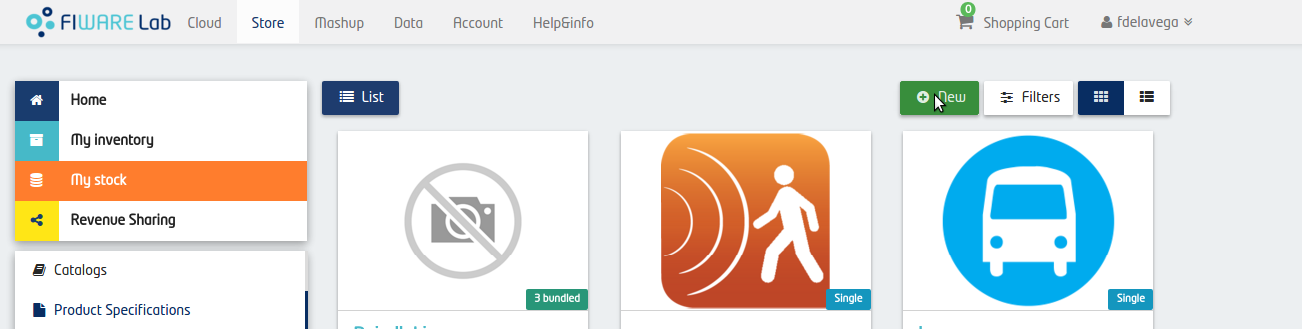 FIWARE Lab Cloud Store Mashup Data Account Help&info 0 Shopping Cart fdelavega
Home
My inventory
My stock
Revenue Sharing
Catalogs
Product Specifications
List New Filters
3 bundled Single Single